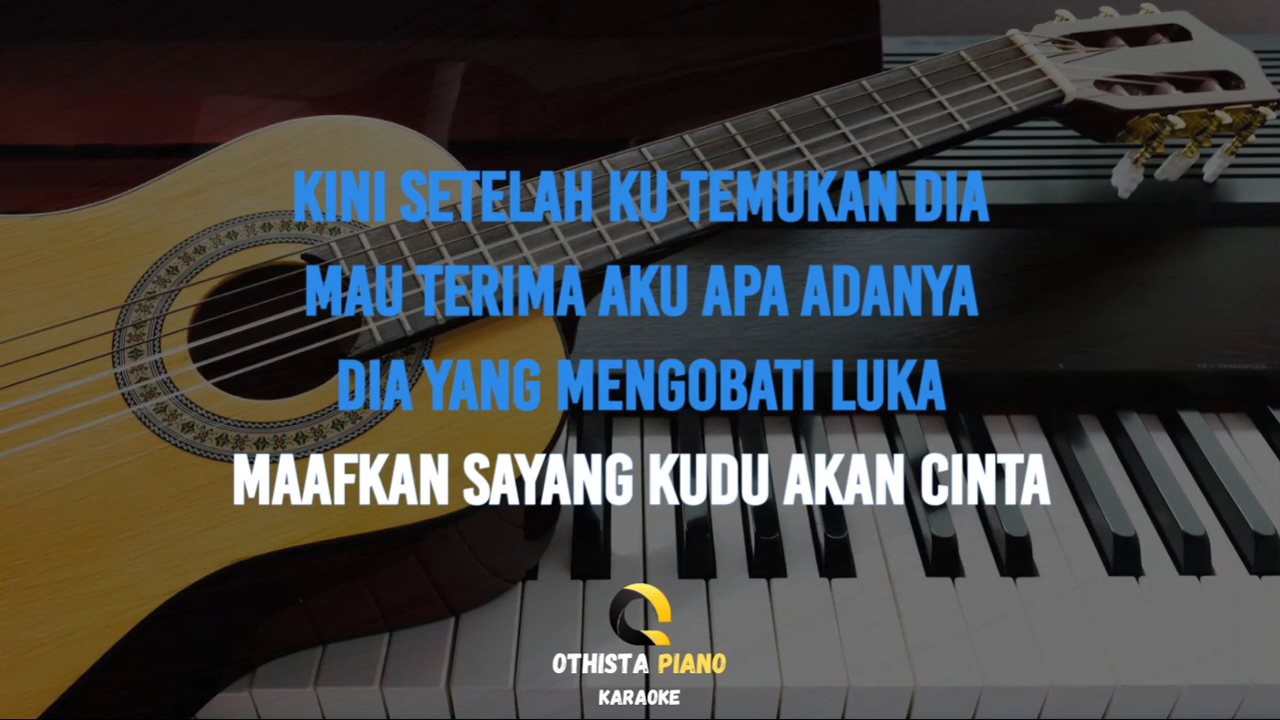 KINI SETELAH KU TEMUKAN DIA
MAU TERIMA AKU APA ADANYA
DIA YANG MENGOBATI LUKA
MAAFKAN SAYANG KUDU AKAN CINTA
OTHISTA PIANO
KARAOKE